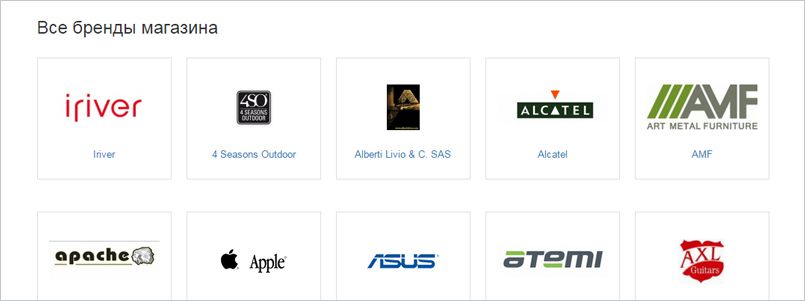 Все бренды магазина
iriver
4SO
4 SEASONS
OUTDOOR
A
ALCATEL
AMF
ART METAL FURNITURE
Iriver
4 Seasons Outdoor
Alberti Livio & C. SAS
Alcatel
AMF
apache
Apple
ASUS
ATEMI
AXL
Guitars